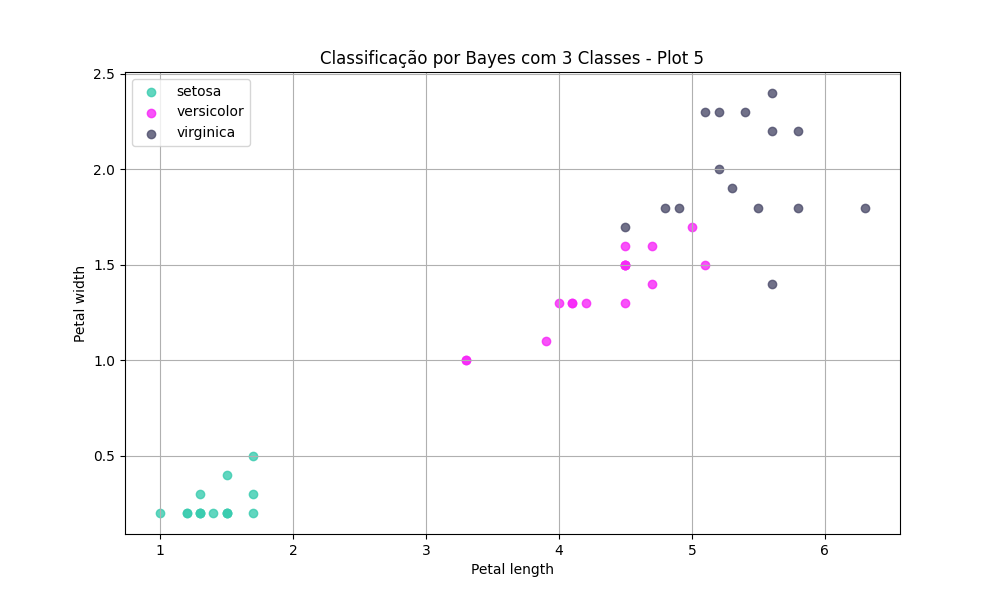 Classificação por Bayes com 3 Classes - Plot 5
setosa
versicolor
virginica
Petal width
2.5
2.0
1.5
1.0
0.5
1 2 3 4 5 6
Petal length